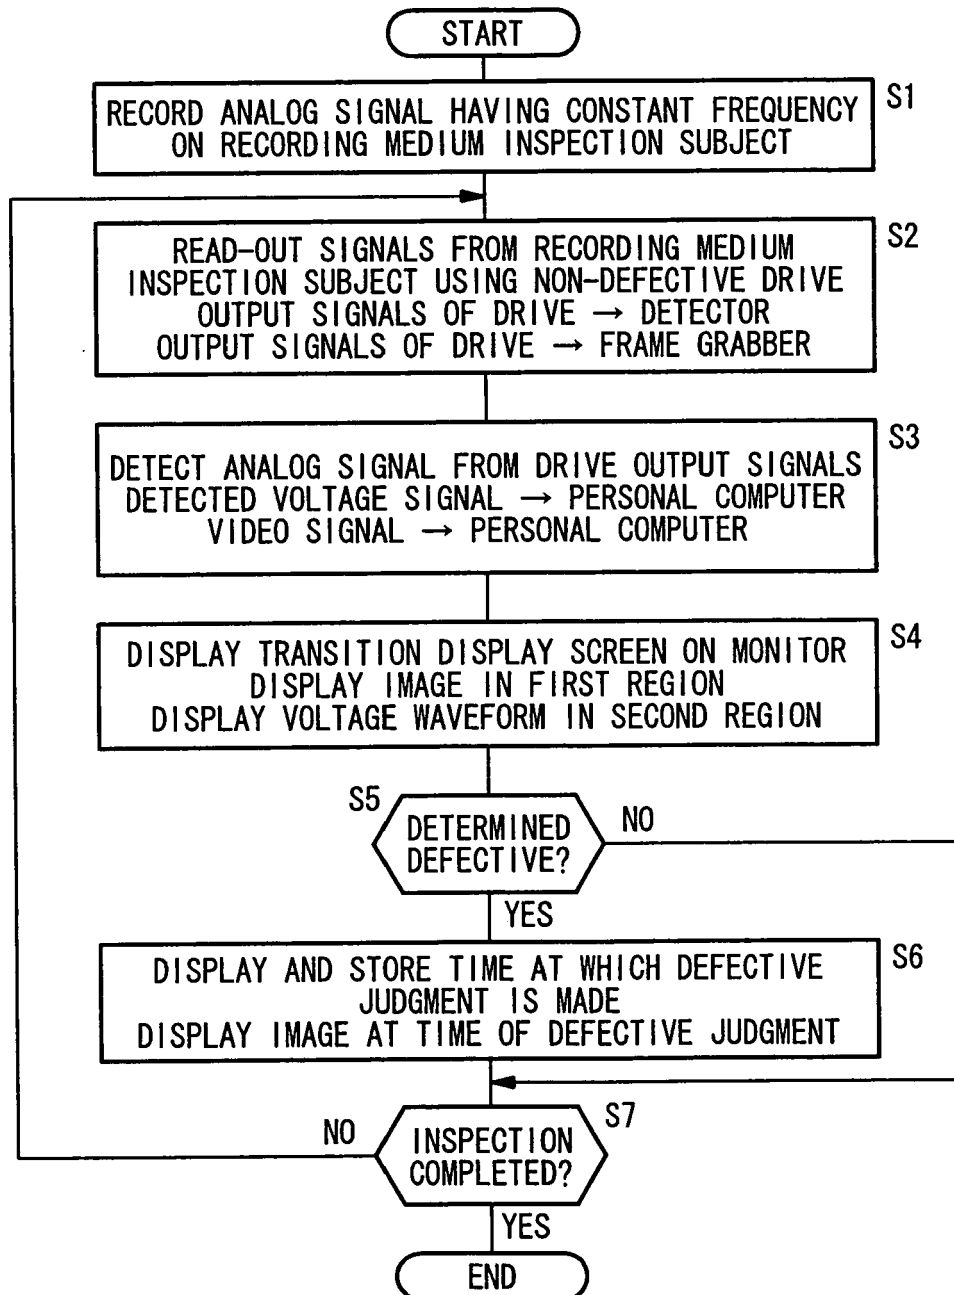 START
S1
RECORD ANALOG SIGNAL HAVING CONSTANT FREQUENCY
ON RECORDING MEDIUM INSPECTION SUBJECT
S2
READ-OUT SIGNALS FROM RECORDING MEDIUM
INSPECTION SUBJECT USING NON-DEFECTIVE DRIVE
OUTPUT SIGNALS OF DRIVE → DETECTOR
OUTPUT SIGNALS OF DRIVE → FRAME GRABBER
S3
DETECT ANALOG SIGNAL FROM DRIVE OUTPUT SIGNALS
DETECTED VOLTAGE SIGNAL → PERSONAL COMPUTER
VIDEO SIGNAL → PERSONAL COMPUTER
S4
DISPLAY TRANSITION DISPLAY SCREEN ON MONITOR
DISPLAY IMAGE IN FIRST REGION
DISPLAY VOLTAGE WAVEFORM IN SECOND REGION
S5
DETERMINED
DEFECTIVE?
NO
YES
S6
DISPLAY AND STORE TIME AT WHICH DEFECTIVE
JUDGMENT IS MADE
DISPLAY IMAGE AT TIME OF DEFECTIVE JUDGMENT
S7
NO
INSPECTION
COMPLETED?
YES
END